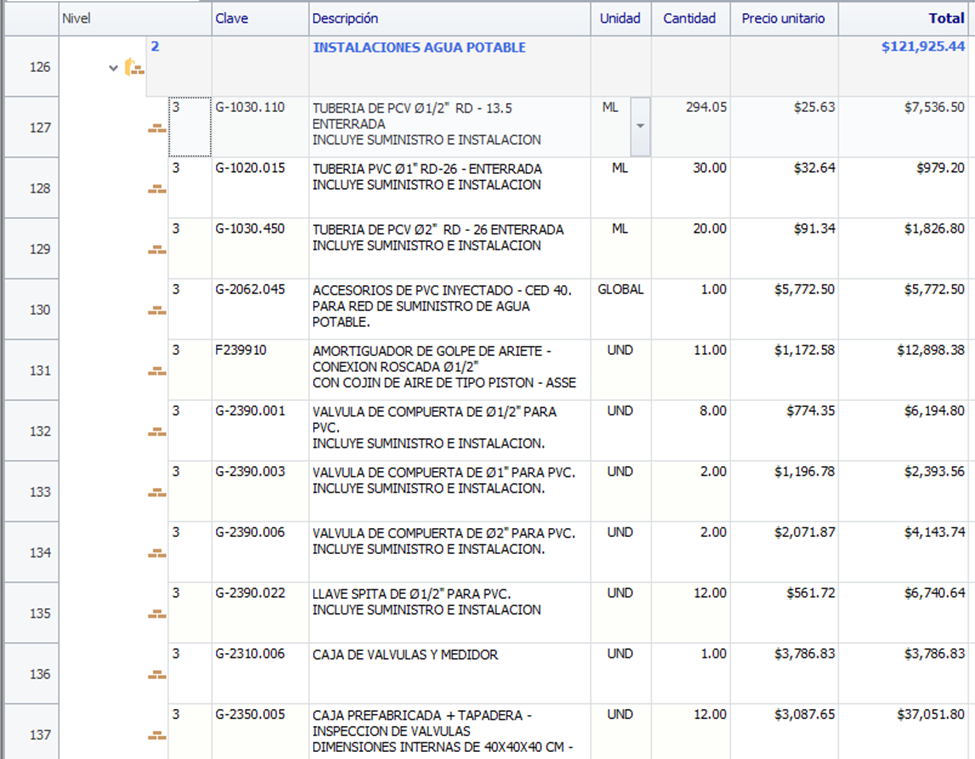 Nivel Clave Descripción Unidad Cantidad Precio unitario Total
126 2 INSTALACIONES AGUA POTABLE $121,925.44
127 3 G-1030.110 TUBERIA DE PCV Ø1/2" RD - 13.5 ML 294.05 $25.63 $7,536.50
ENTERRADA
INCLUYE SUMINISTRO E INSTALACION
128 3 G-1020.015 TUBERIA PVC Ø1" RD-26 - ENTERRADA ML 30.00 $32.64 $979.20
INCLUYE SUMINISTRO E INSTALACION
129 3 G-1030.450 TUBERIA DE PCV Ø2" RD - 26 ENTERRADA ML 20.00 $91.34 $1,826.80
INCLUYE SUMINISTRO E INSTALACION
130 3 G-2062.045 ACCESORIOS DE PVC INYECTADO - CED 40. GLOBAL 1.00 $5,772.50 $5,772.50
PARA RED DE SUMINISTRO DE AGUA
POTABLE.
131 3 F239910 AMORTIGUADOR DE GOLPE DE ARIETE - UND 11.00 $1,172.58 $12,898.38
CONEXION ROSCADA Ø1/2"
CON COJIN DE AIRE DE TIPO PISTON - ASSE
132 3 G-2390.001 VALVULA DE COMPUERTA DE Ø1/2" PARA UND 8.00 $774.35 $6,194.80
PVC.
INCLUYE SUMINISTRO E INSTALACION.
133 3 G-2390.003 VALVULA DE COMPUERTA DE Ø1" PARA PVC. UND 2.00 $1,196.78 $2,393.56
INCLUYE SUMINISTRO E INSTALACION.
134 3 G-2390.006 VALVULA DE COMPUERTA DE Ø2" PARA PVC. UND 2.00 $2,071.87 $4,143.74
INCLUYE SUMINISTRO E INSTALACION.
135 3 G-2390.022 LLAVE SPITA DE Ø1/2" PARA PVC. UND 12.00 $561.72 $6,740.64
INCLUYE SUMINISTRO E INSTALACION
136 3 G-2310.006 CAJA DE VALVULAS Y MEDIDOR UND 1.00 $3,786.83 $3,786.83
137 3 G-2350.005 CAJA PREFABRICADA + TAPADERA - UND 12.00 $3,087.65 $37,051.80
INSPECCION DE VALVULAS
DIMENSIONES INTERNAS DE 40X40X40 CM -